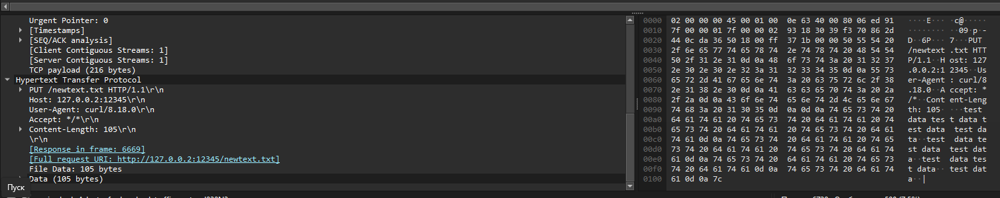 Urgent Pointer: 0
[Timestamps]
[SEQ/ACK analysis]
[Client Contiguous Streams: 1]
[Server Contiguous Streams: 1]
TCP payload (216 bytes)
Hypertext Transfer Protocol
PUT /newtext.txt HTTP/1.1\r\n
Host: 127.0.0.2:12345\r\n
User-Agent: curl/8.18.0\r\n
Accept: */*\r\n
Content-Length: 105\r\n
\r\n
[Response in frame: 6669]
[Full request URI: http://127.0.0.2:12345/newtext.txt]
File Data: 105 bytes
Data (105 bytes)
Пуск
0000 02 00 00 00 45 00 01 00 0e 63 40 00 80 06 ed 91 ····E··· ·c@·····
0010 7f 00 00 01 7f 00 00 02 93 18 30 39 f3 70 86 2d ········ ··09·p·-
0020 44 0c da 36 50 18 00 ff 37 1b 00 00 50 55 54 20 D··6P··· 7···PUT
0030 2f 6e 65 77 74 65 78 74 2e 74 78 74 20 48 54 54 /newtext .txt HTT
0040 50 2f 31 2e 31 0d 0a 48 6f 73 74 3a 20 31 32 37 P/1.1··H ost: 127
0050 2e 30 2e 30 2e 32 3a 31 32 33 34 35 0d 0a 55 73 .0.0.2:1 2345··Us
0060 65 72 2d 41 67 65 6e 74 3a 20 63 75 72 6c 2f 38 er-Agent : curl/8
0070 2e 31 38 2e 30 0d 0a 41 63 63 65 70 74 3a 20 2a .18.0··A ccept: *
0080 2f 2a 0d 0a 43 6f 6e 74 65 6e 74 2d 4c 65 6e 67 /*··Cont ent-Leng
0090 74 68 3a 20 31 30 35 0d 0a 0d 0a 74 65 73 74 20 th: 105· ···test
00a0 64 61 74 61 20 74 65 73 74 20 64 61 74 61 20 74 data tes t data t
00b0 65 73 74 20 64 61 74 61 20 74 65 73 74 20 64 61 est data  test da
00c0 74 61 0d 0a 74 65 73 74 20 64 61 74 61 20 74 65 ta··test  data te
00d0 73 74 20 64 61 74 61 20 74 65 73 74 20 64 61 74 st data test dat
00e0 61 0d 0a 74 65 73 74 20 64 61 74 61 20 74 65 73 a··test data tes
00f0 74 20 64 61 74 61 0d 0a 74 65 73 74 20 64 61 74 t data·· test dat
0100 61 0d 0a 7c a··|